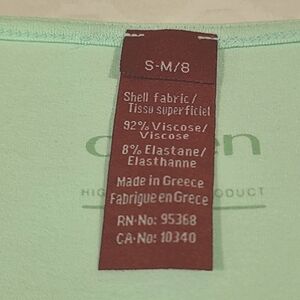 S-M/8
Shell fabric/
Tissu superficiel
92% Viscose/
Viscose
8% Elastane/
Elasthanne
Made in Greece
Fabrique en Grece
RN-No: 95368
CA-No: 10340